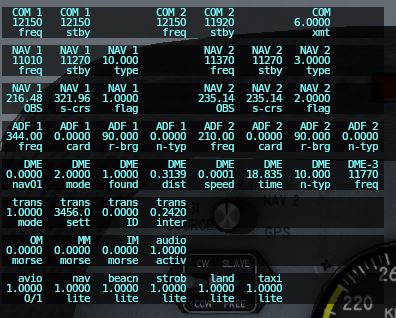 COM 1 COM 1 COM 2 COM 2 COM
12150 12150 12150 11920 6.0000
freq stby freq stby xmt
NAV 1 NAV 1 NAV 1 NAV 2 NAV 2 NAV 2
11010 11270 10.000 11370 11270 3.0000
freq stby type freq stby type
NAV 1 NAV 1 NAV 1 NAV 2 NAV 2 NAV 2
216.48 321.96 1.0000 235.14 235.14 2.0000
OBS s-crs flag OBS s-crs flag
ADF 1 ADF 1 ADF 1 ADF 1 ADF 2 ADF 2 ADF 2 ADF 2
344.00 0.0000 90.000 0.0000 210.00 0.0000 90.000 0.0000
freq card r-brg n-typ freq card r-brg n-typ
DME DME DME DME DME DME DME DME-3
0.0000 2.0000 1.0000 0.3139 0.0001 18.835 10.000 11770
nav01 mode found dist speed time n-typ freq
trans trans trans trans
1.0000 3456.0 0.0000 0.2420
mode sett ID inter
NAV 2
GPS
OM MM IM audio
0.0000 0.0000 0.0000 1.0000
morse morse morse activ
CW SLAVE
avio nav beacn strob land taxi
1.0000 1.0000 1.0000 1.0000 1.0000 1.0000
0/1 lite lite lite lite lite
CCW FREE
220